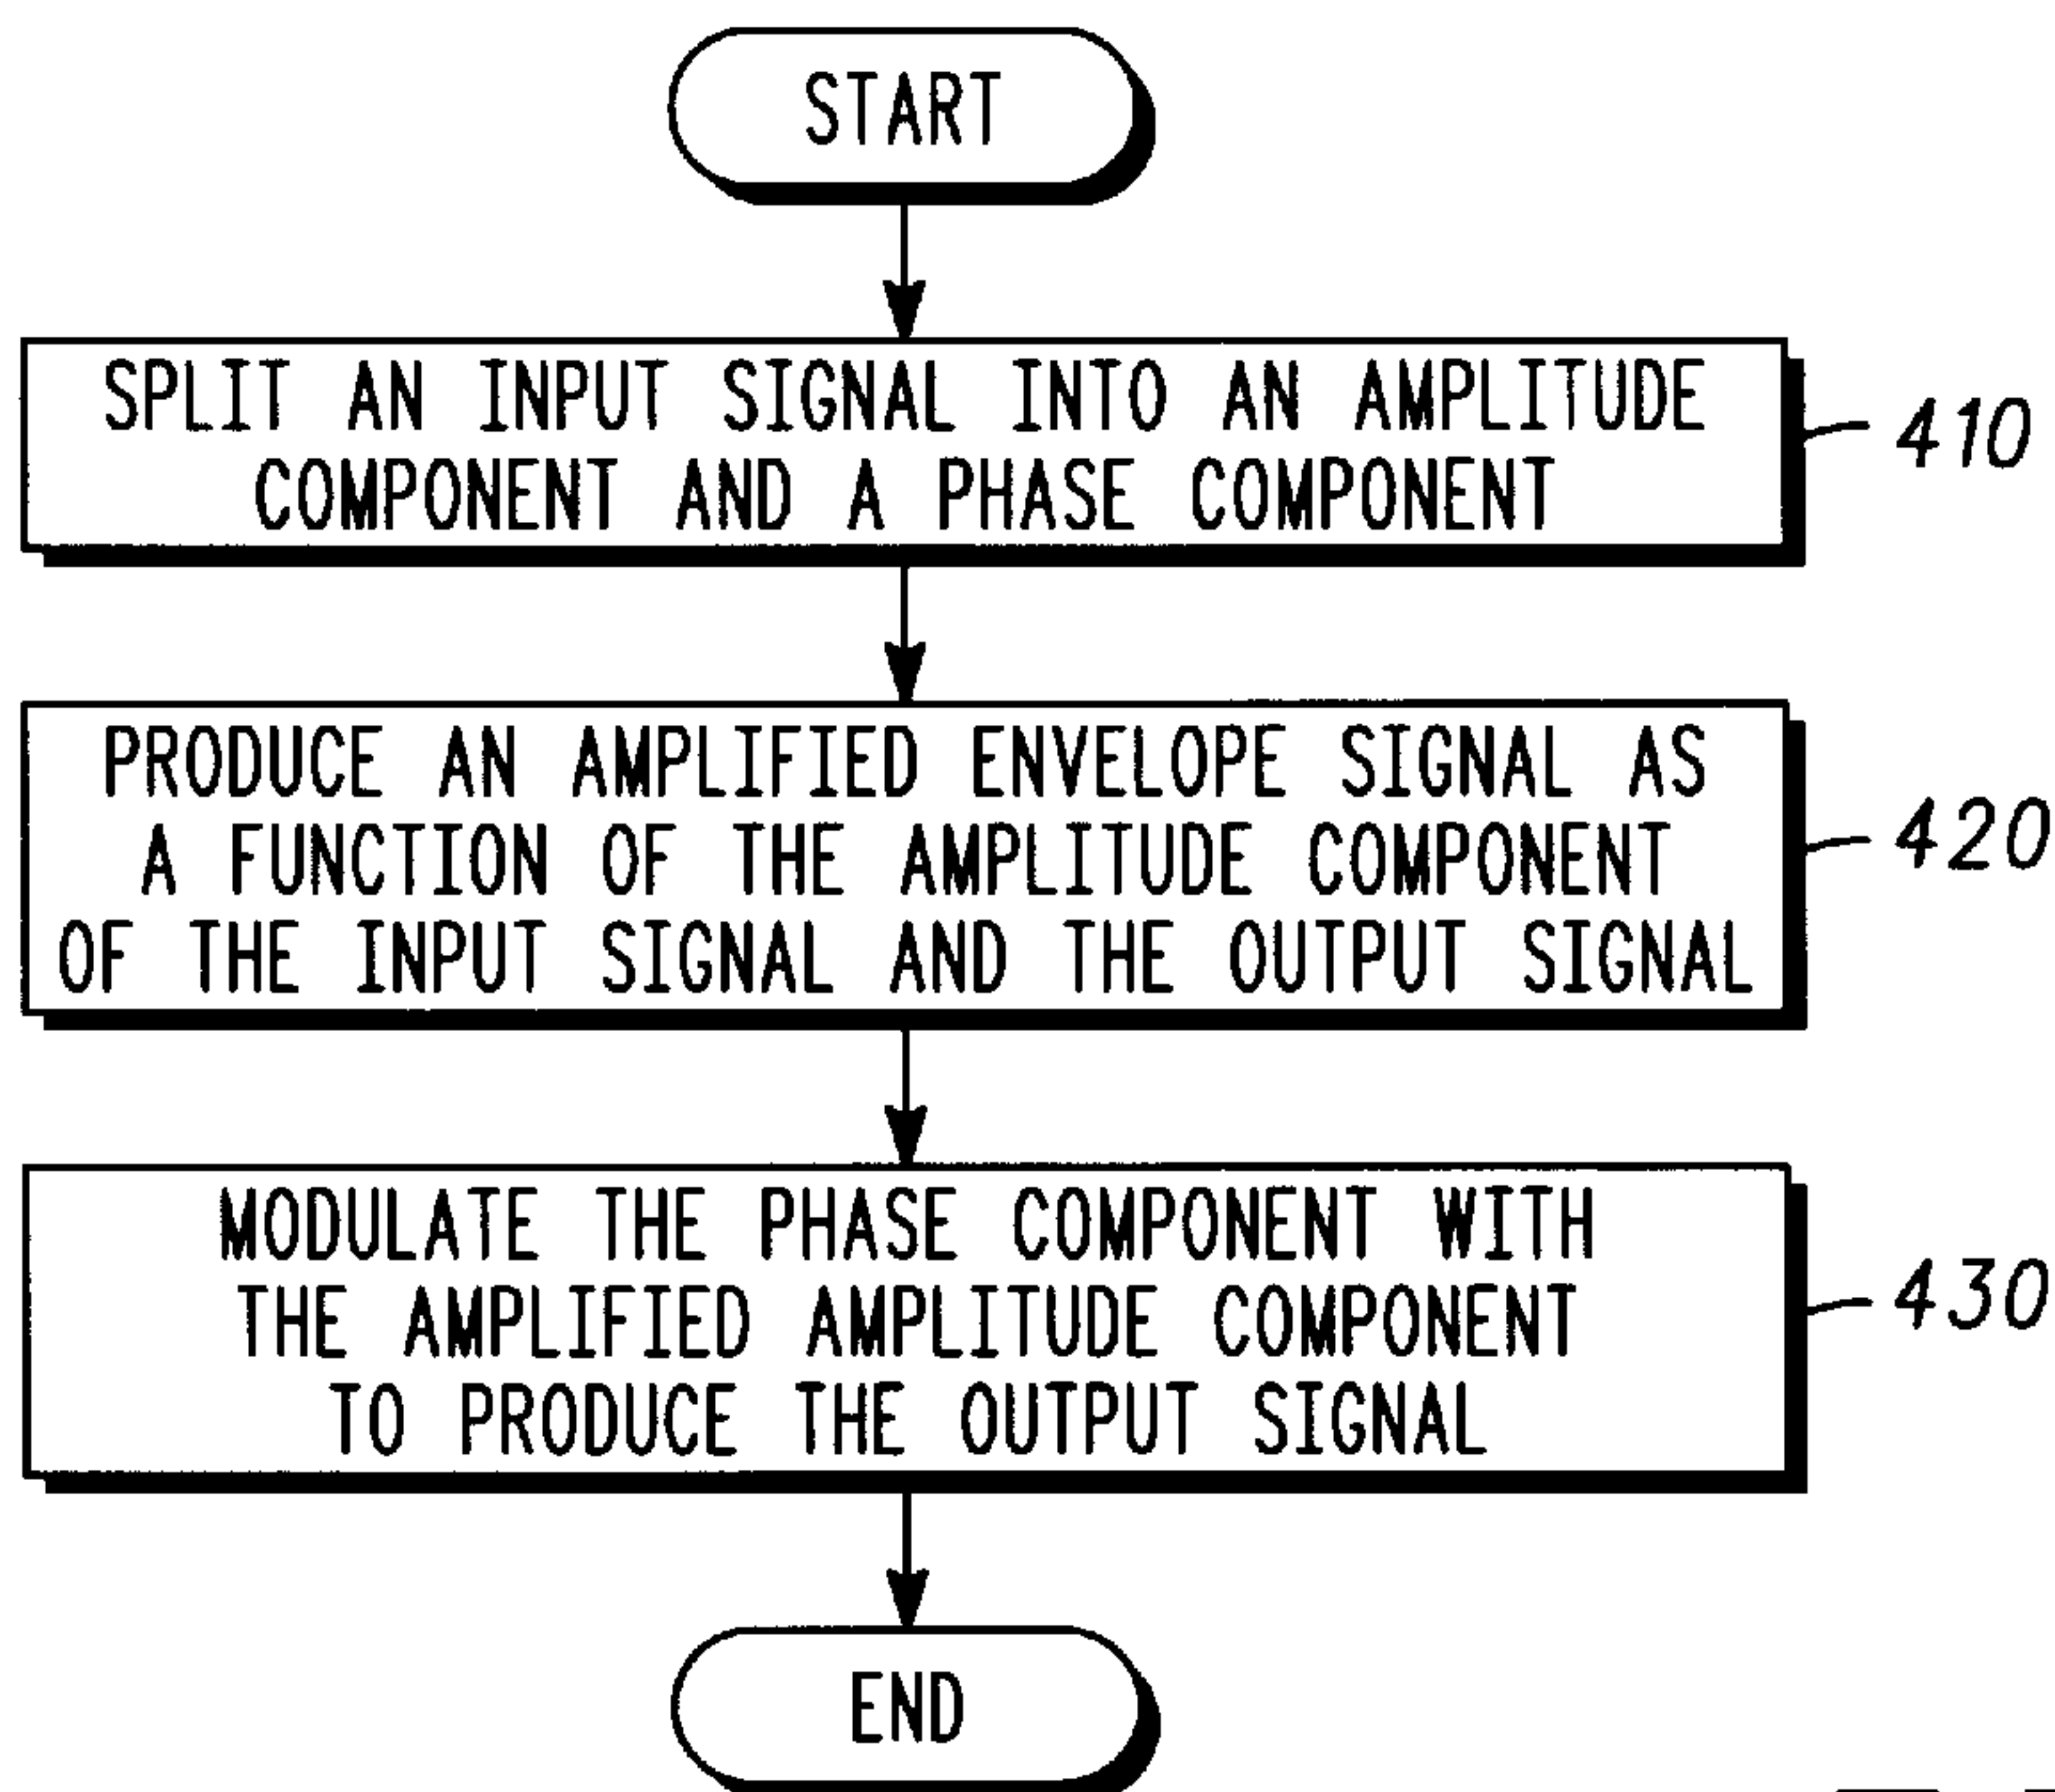 START
SPLIT AN INPUT SIGNAL INTO AN AMPLITUDE
COMPONENT AND A PHASE COMPONENT
410
PRODUCE AN AMPLIFIED ENVELOPE SIGNAL AS
A FUNCTION OF THE AMPLITUDE COMPONENT
OF THE INPUT SIGNAL AND THE OUTPUT SIGNAL
420
MODULATE THE PHASE COMPONENT WITH
THE AMPLIFIED AMPLITUDE COMPONENT
TO PRODUCE THE OUTPUT SIGNAL
430
END